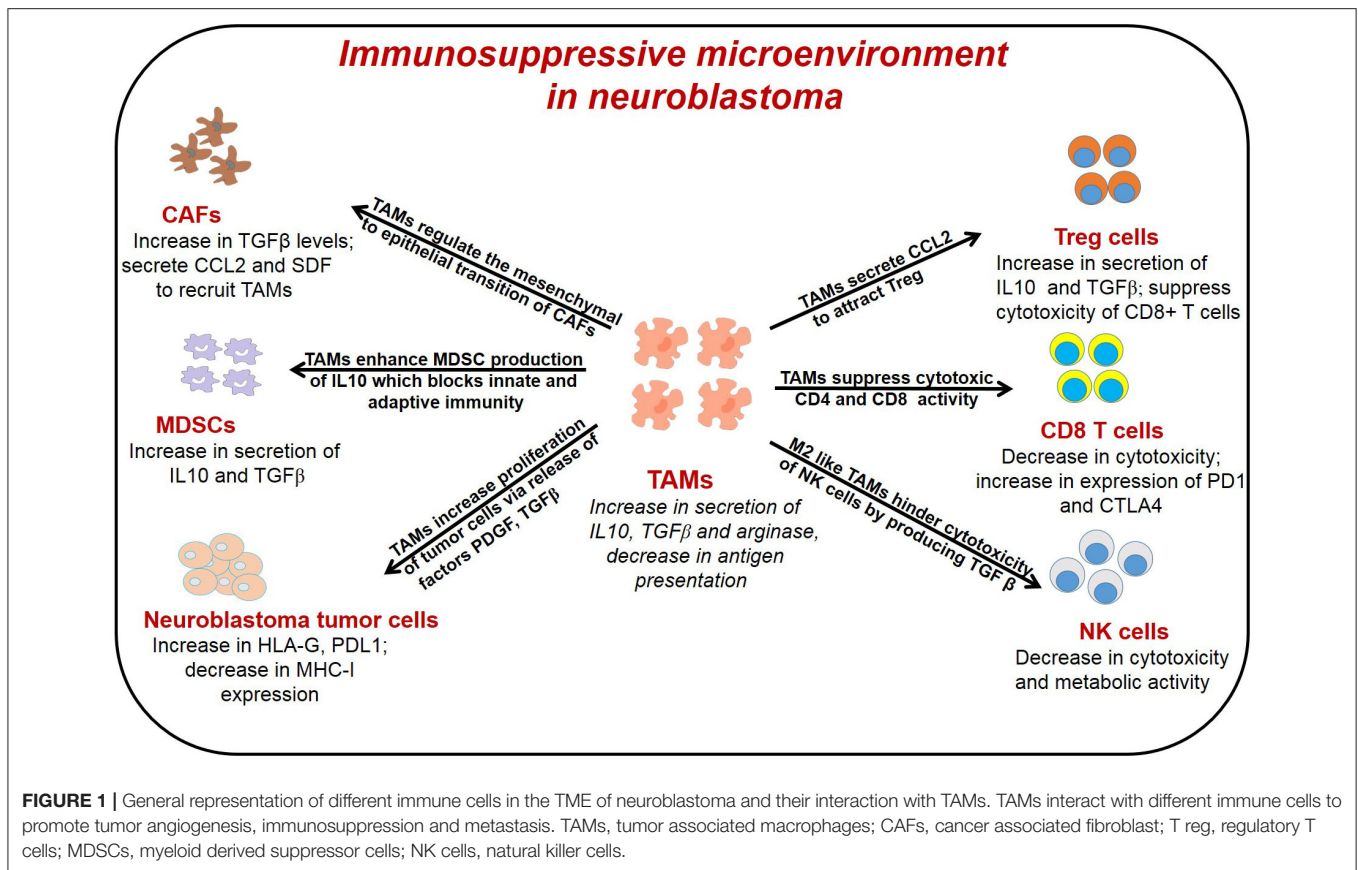 Immunosuppressive microenvironment
in neuroblastoma
CAFs
Increase in TGFβ levels;
secrete CCL2 and SDF
to recruit TAMs
TAMs regulate the mesenchymal
to epithelial transition of CAFs
MDSCs
Increase in secretion of
IL10 and TGFβ
TAMs enhance MDSC production
of IL10 which blocks innate and
adaptive immunity
Neuroblastoma tumor cells
Increase in HLA-G, PDL1;
decrease in MHC-I
expression
TAMs increase proliferation
of tumor cells via release of
factors PDGF, TGFβ
TAMs
Increase in secretion of
IL10, TGFβ and arginase,
decrease in antigen
presentation
TAMs secrete CCL2
to attract Treg
Treg cells
Increase in secretion of
IL10 and TGFβ; suppress
cytotoxicity of CD8+ T cells
TAMs suppress cytotoxic
CD4 and CD8 activity
CD8 T cells
Decrease in cytotoxicity;
increase in expression of PD1
and CTLA4
M2 like TAMs hinder cytotoxicity
of NK cells by producing TGF β
NK cells
Decrease in cytotoxicity
and metabolic activity
FIGURE 1 | General representation of different immune cells in the TME of neuroblastoma and their interaction with TAMs. TAMs interact with different immune cells to
promote tumor angiogenesis, immunosuppression and metastasis. TAMs, tumor associated macrophages; CAFs, cancer associated fibroblast; T reg, regulatory T
cells; MDSCs, myeloid derived suppressor cells; NK cells, natural killer cells.